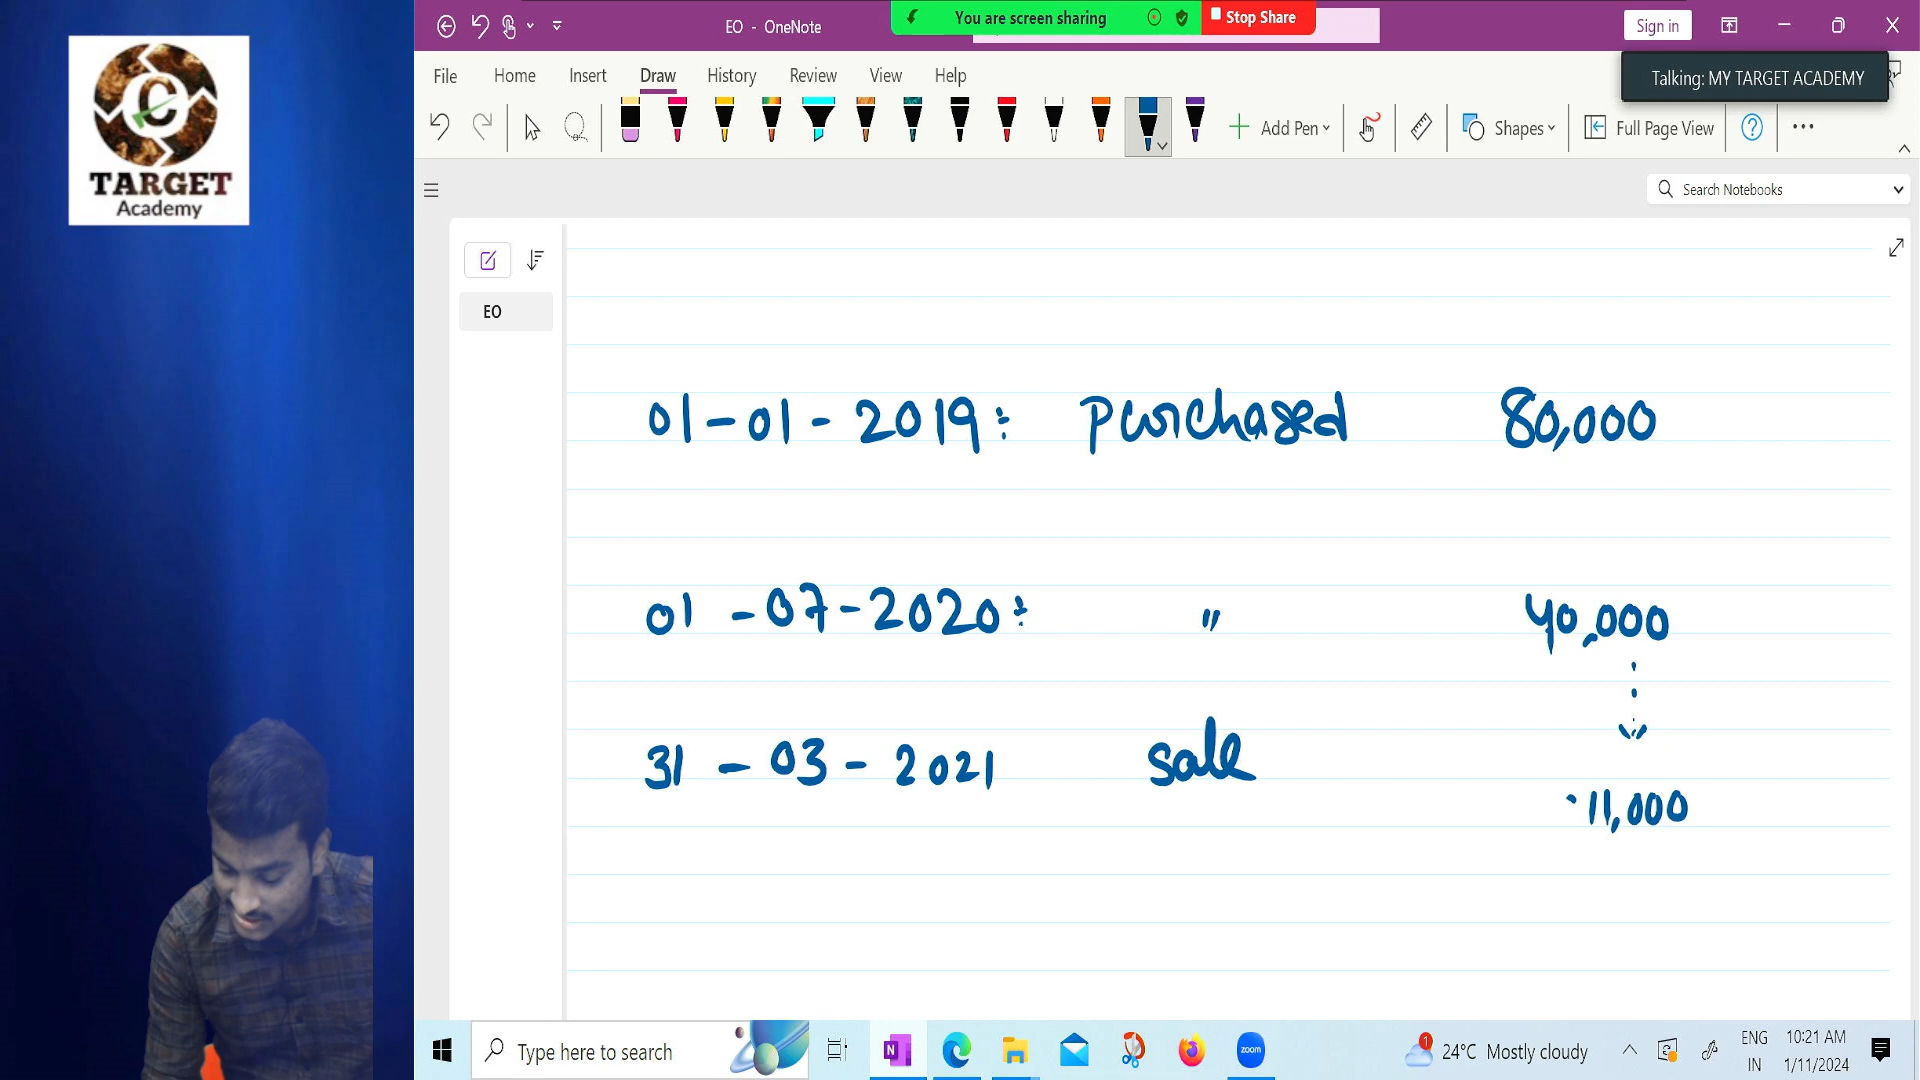 TARGET
Academy
EO - OneNote
You are screen sharing
Stop Share
Sign in
Talking: MY TARGET ACADEMY
File Home Insert Draw History Review View Help
Add Pen
Shapes
Full Page View
Search Notebooks
EO
01-01-2019: purchased 80,000
01-07-2020: " 40,000
31-03-2021 sale 11,000
Type here to search
zoom
1
24°C Mostly cloudy
ENG
IN
10:21 AM
1/11/2024